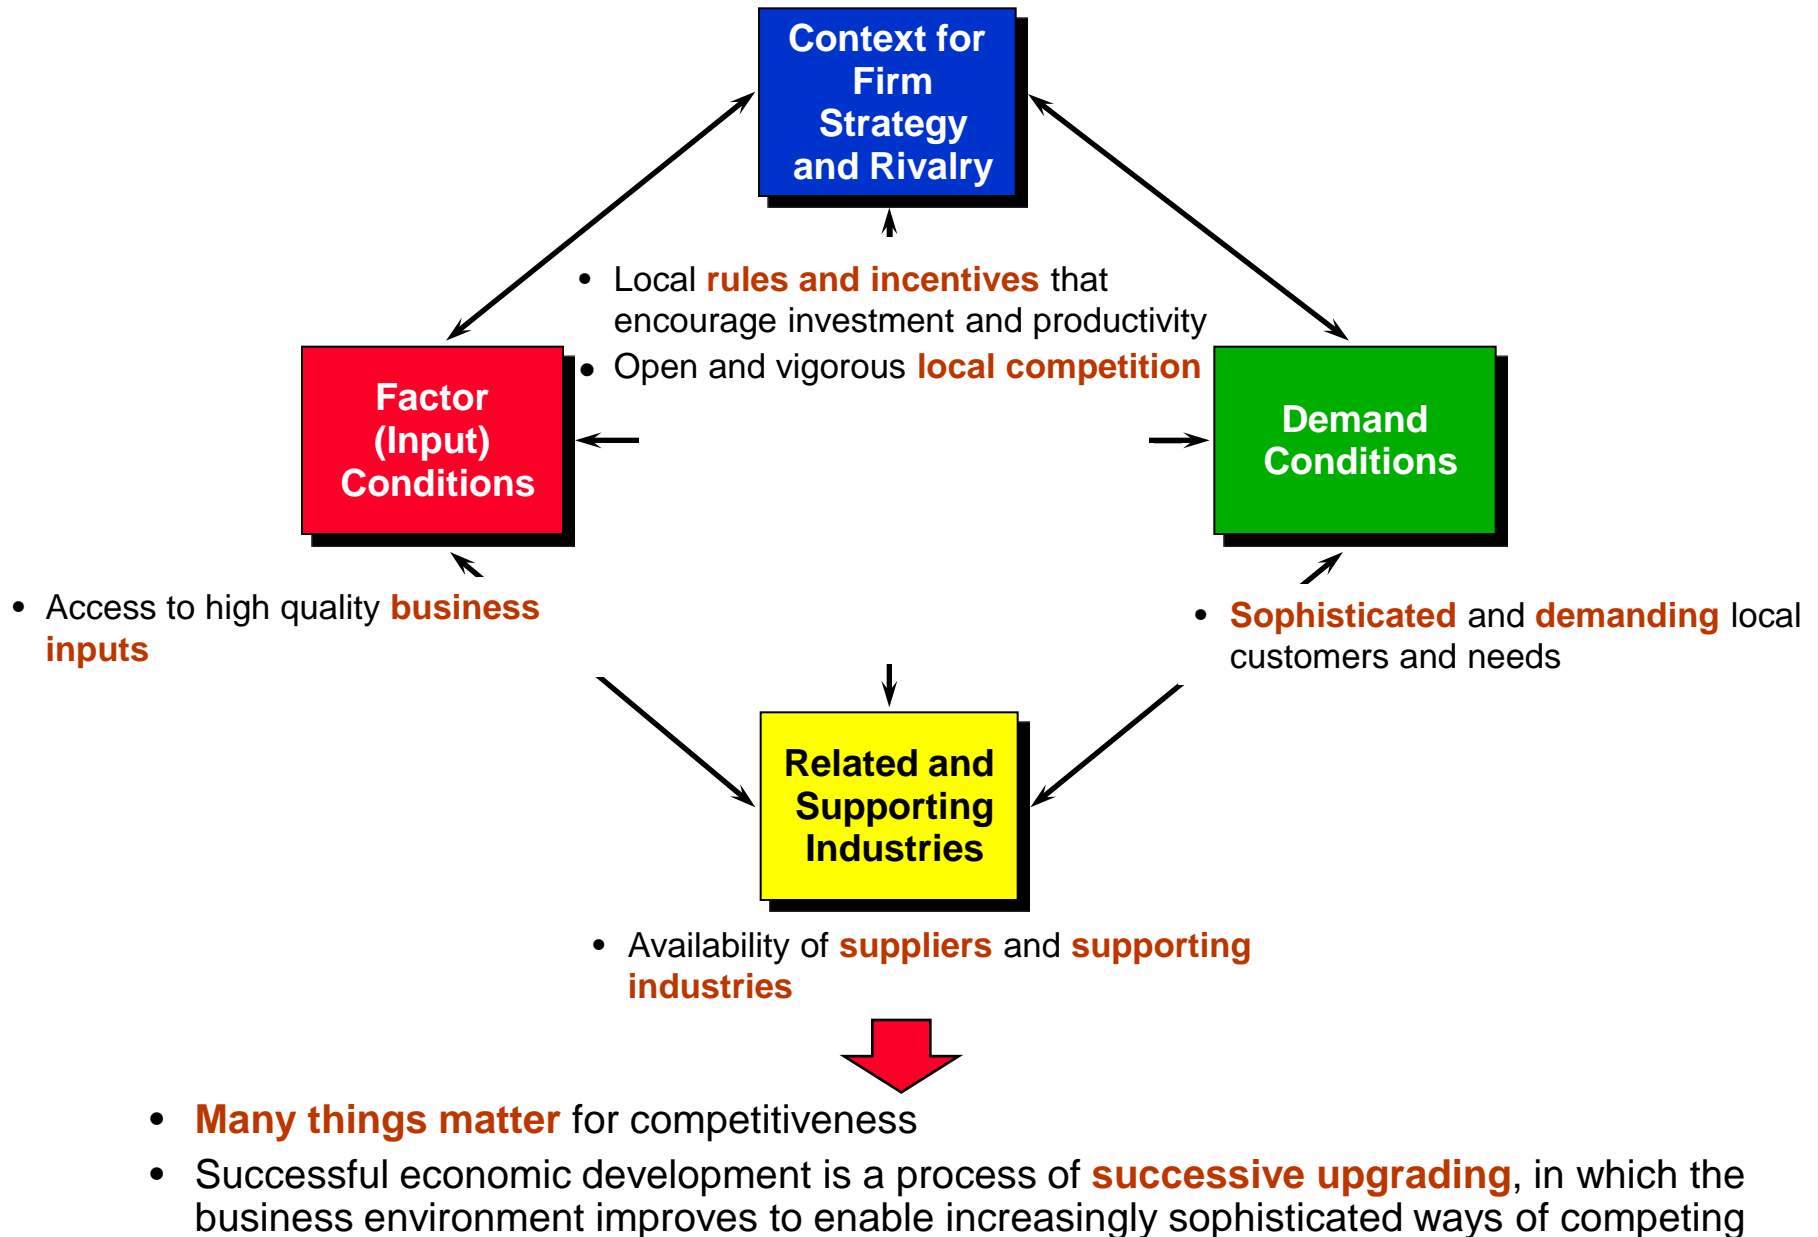 Context for
Firm
Strategy
and Rivalry
• Local rules and incentives that
encourage investment and productivity
• Open and vigorous local competition
Factor
(Input)
Conditions
Demand
Conditions
• Access to high quality business
inputs
• Sophisticated and demanding local
customers and needs
Related and
Supporting
Industries
• Availability of suppliers and supporting
industries
• Many things matter for competitiveness
• Successful economic development is a process of successive upgrading, in which the
business environment improves to enable increasingly sophisticated ways of competing